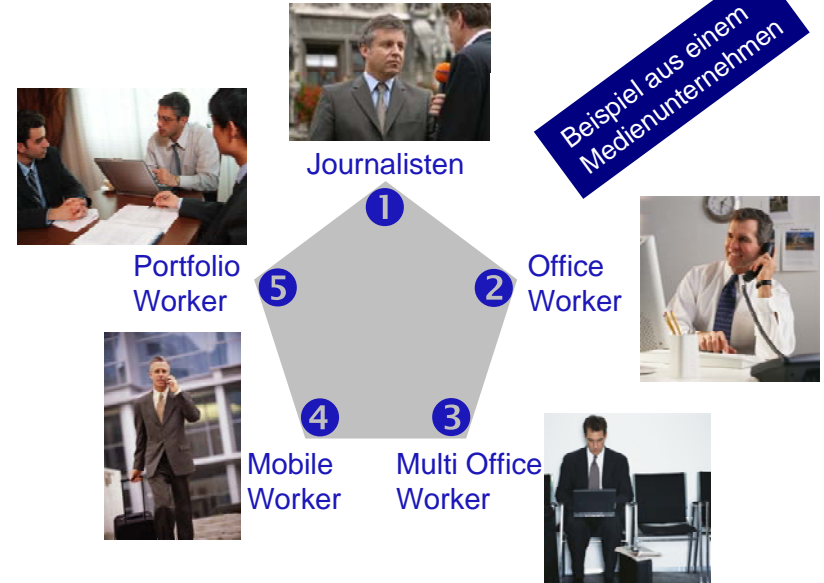 Beispiel aus einem
Medienunternehmen
Journalisten
1
Portfolio
Worker
5
2
Office
Worker
4
3
Mobile
Worker
Multi Office
Worker